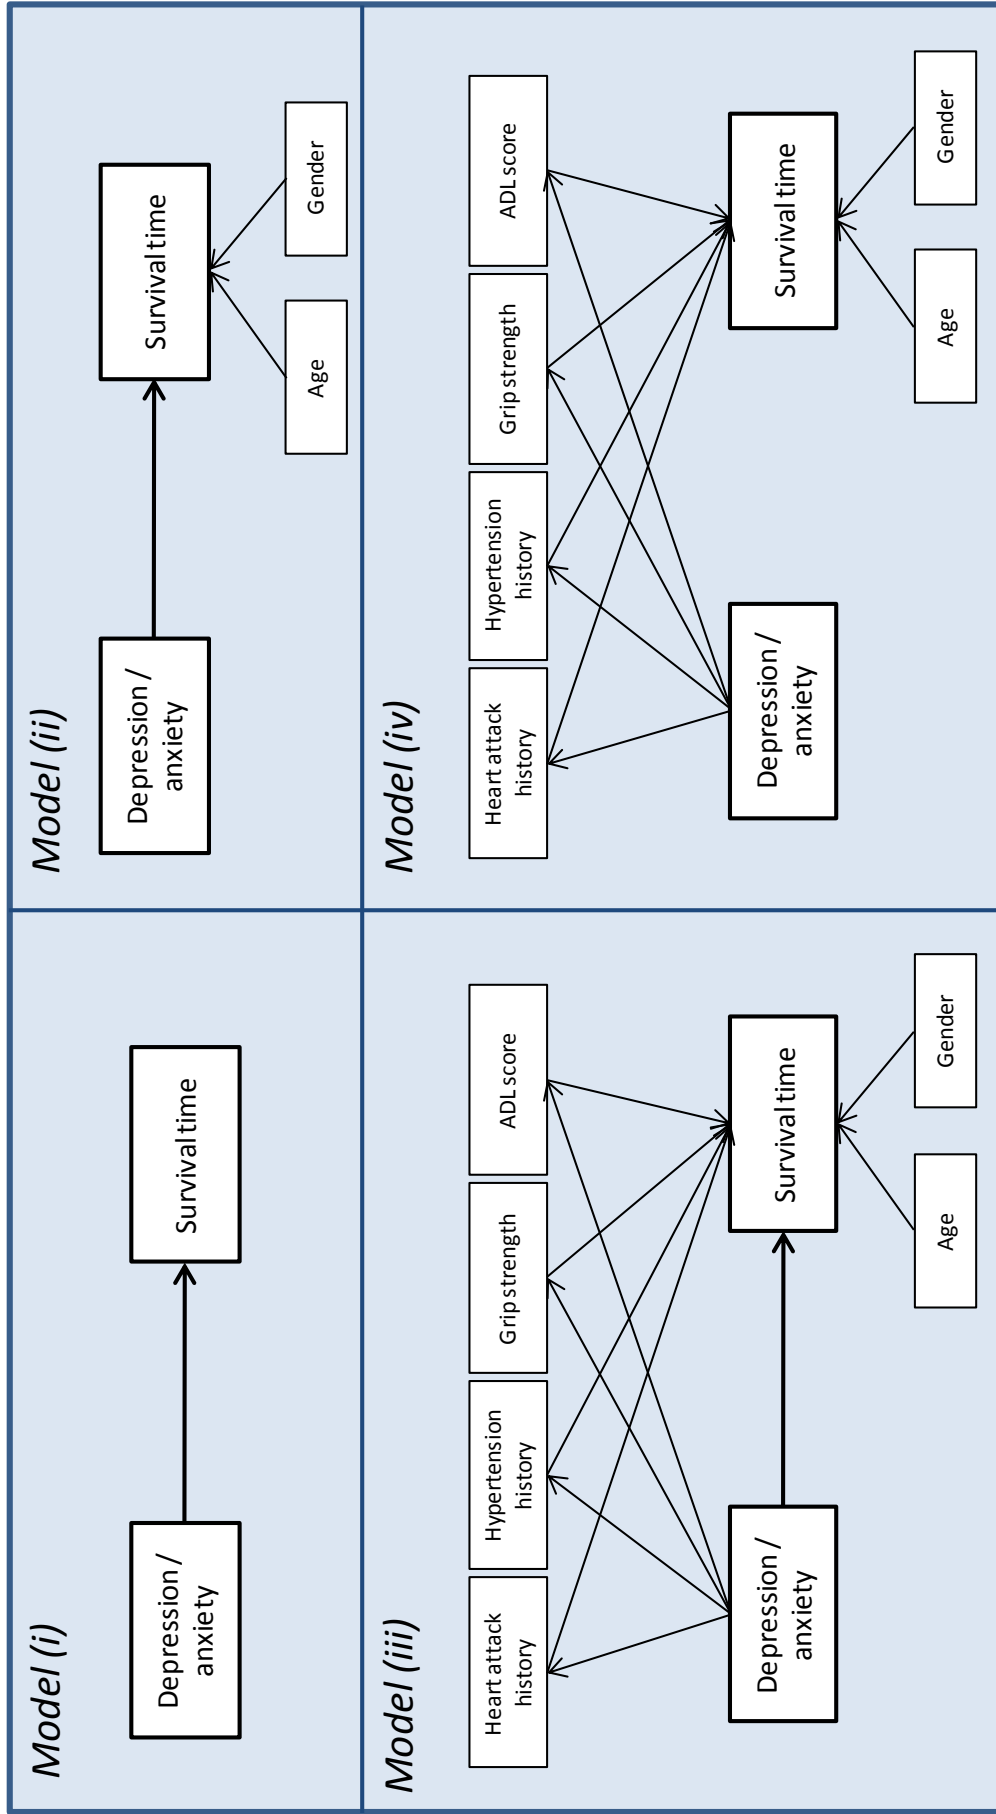 Model (i)
Depression /
anxiety
Survival time
Model (ii)
Depression /
anxiety
Survival time
Age
Gender
Model (iii)
Heart attack
history
Hypertension
history
Grip strength
ADL score
Depression /
anxiety
Survival time
Age
Gender
Model (iv)
Heart attack
history
Hypertension
history
Grip strength
ADL score
Depression /
anxiety
Survival time
Age
Gender